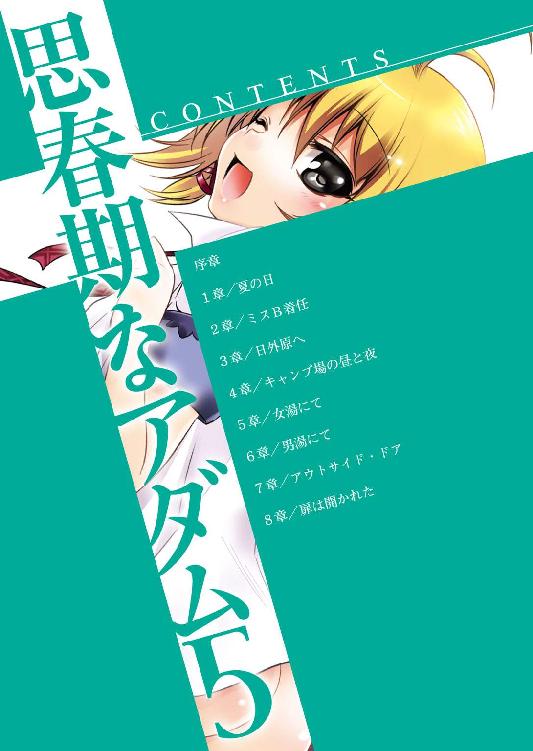 思春期なアダム5
CONTENTS
序章
1章／夏の日
2章／ミスB着任
3章／日外原へ
4章／キャンプ場の昼と夜
5章／女湯にて
6章／男湯にて
7章／アウトサイド・ドア
8章／扉は開かれた